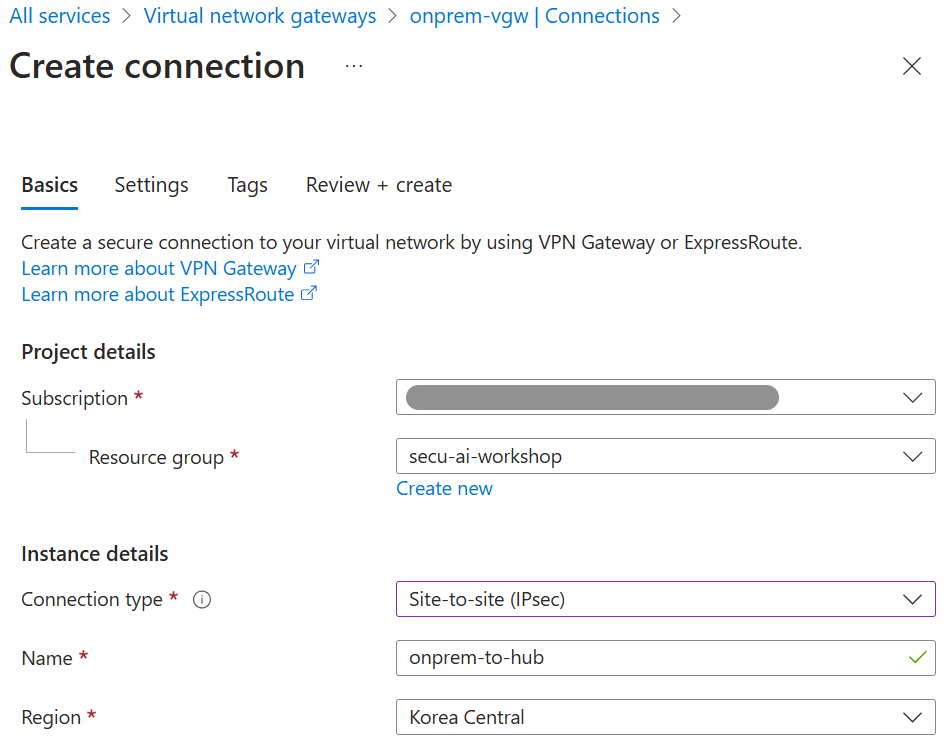 All services > Virtual network gateways > onprem-vgw | Connections >
Create connection ...
Basics Settings Tags Review + create
Create a secure connection to your virtual network by using VPN Gateway or ExpressRoute.
Learn more about VPN Gateway
Learn more about ExpressRoute
Project details
Subscription *
Resource group * secu-ai-workshop
Create new
Instance details
Connection type * Site-to-site (IPsec)
Name * onprem-to-hub
Region * Korea Central